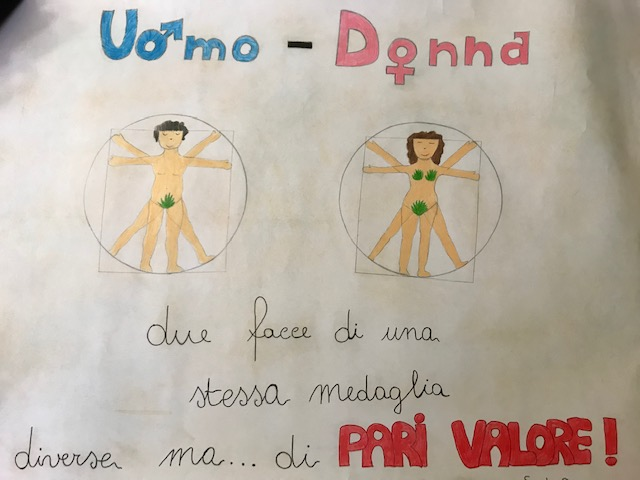 Uomo - Donna
due facce di una
stessa medaglia
diverse ma... di PARI VALORE!